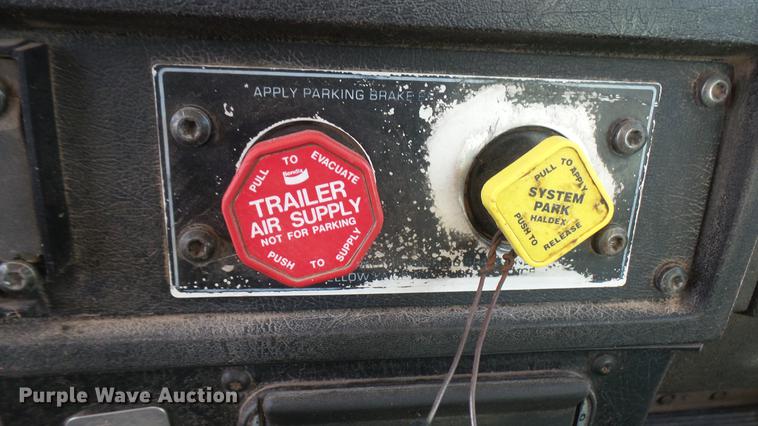 APPLY PARKING BRAKE
PULL TO EVACUATE
Bendix
TRAILER
AIR SUPPLY
NOT FOR PARKING
PUSH TO SUPPLY
PULL TO APPLY
SYSTEM
PARK
HALDEX
PUSH TO RELEASE
Purple Wave Auction